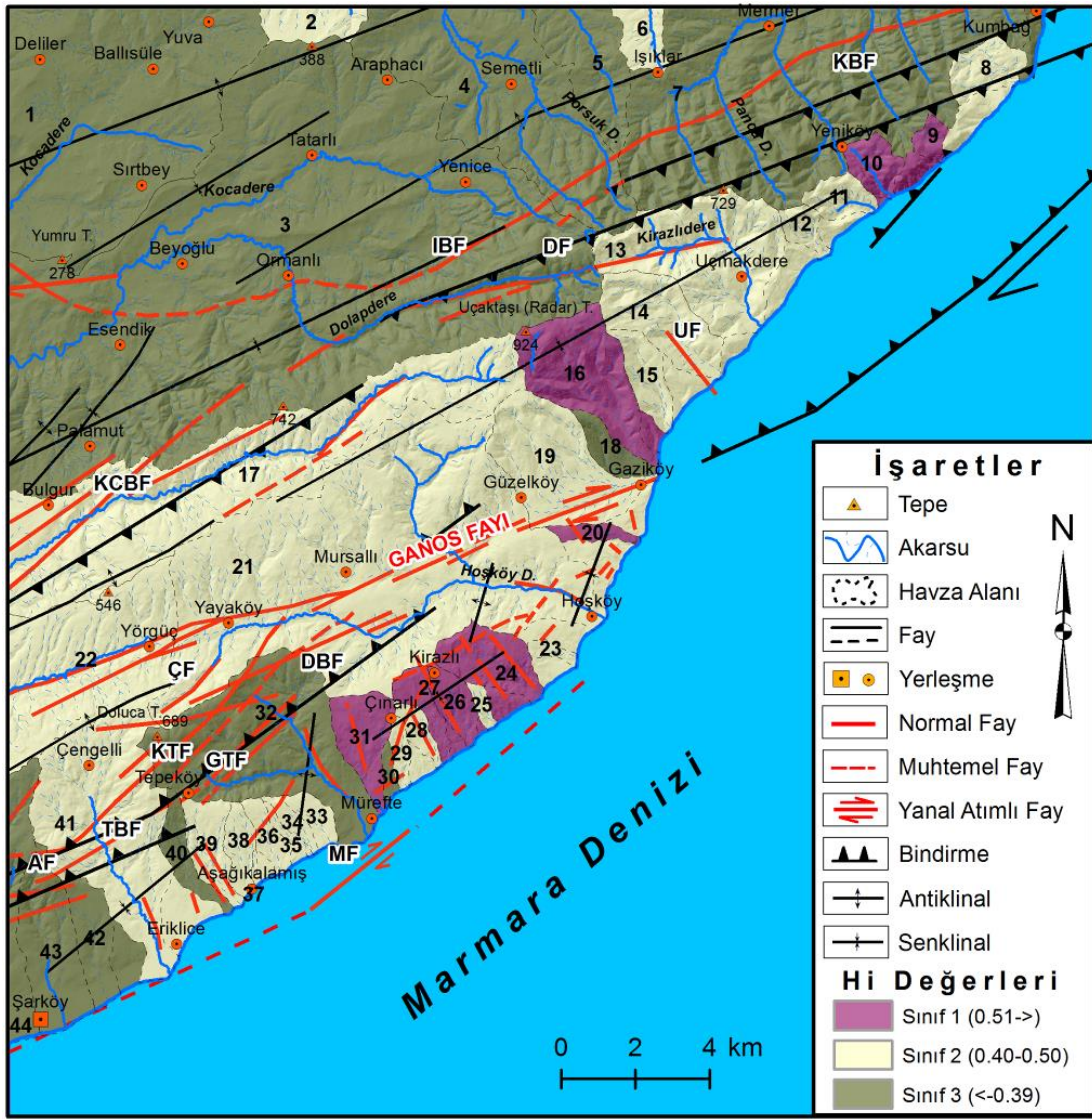 2
6
Mermer
Kumbağ
Yuva
Deliler
Ballısüle
388
Araphacı
Semetli
4
5
Işıklar
KBF
8
1
7
Porsuk D.
Panca D.
Yeniköy
9
Kocadere
Tatarlı
Sırtbey
Kocadere
Yenice
10
729
11
3
Kirazlıdere
12
Yumru T.
278
Beyoğlu
Ormanlı
IBF
DF
13
Uçmakdere
Dolapdere
Uçaktaşı (Radar) T.
924
14
UF
Esendik
16
15
742
Palamut
17
18
19
Gaziköy
KCBF
Bulgur
Güzelköy
GANOS FAYI
20
21
Mursallı
Hoşköy D.
546
Yayaköy
Hoşköy
Yörgüç
22
ÇF
DBF
Kirazlı
23
24
27
26
25
Doluca T.
689
32
Çınarlı
31
28
KTF
GTF
Çengelli
29
30
Tepeköy
Mürefte
41
TBF
34
33
38
36
35
39
40
MF
AF
Aşağıkalamış
37
Eriklice
43
42
Şarköy
44
Marmara Denizi
0 2 4 km
İşaretler
Tepe
Akarsu
Havza Alanı
Fay
Yerleşme
Normal Fay
Muhtemel Fay
Yanal Atımlı Fay
Bindirme
Antiklinal
Senklinal
N
Hi Değerleri
Sınıf 1 (0.51->)
Sınıf 2 (0.40-0.50)
Sınıf 3 (<-0.39)